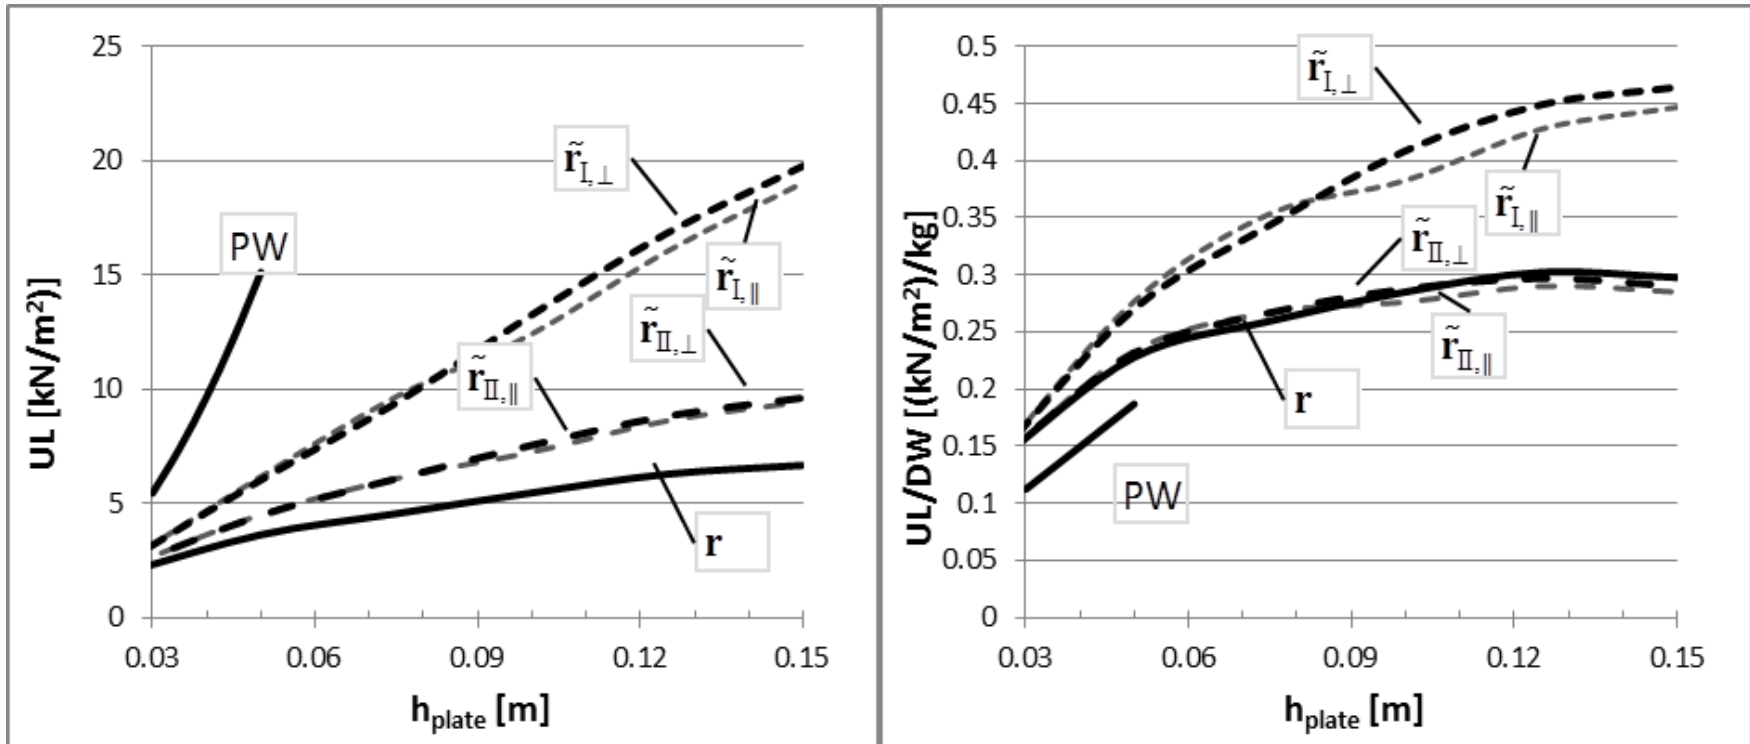 25
20
15
10
5
0
0.03 0.06 0.09 0.12 0.15
UL [kN/m²)]
h_plate [m]
PW
r̃_I,⊥
r̃_I,∥
r̃_II,⊥
r̃_II,∥
r
0.5
0.45
0.4
0.35
0.3
0.25
0.2
0.15
0.1
0.05
0
0.03 0.06 0.09 0.12 0.15
UL/DW [(kN/m²)/kg]
h_plate [m]
r̃_I,⊥
r̃_I,∥
r̃_II,⊥
r̃_II,∥
r
PW